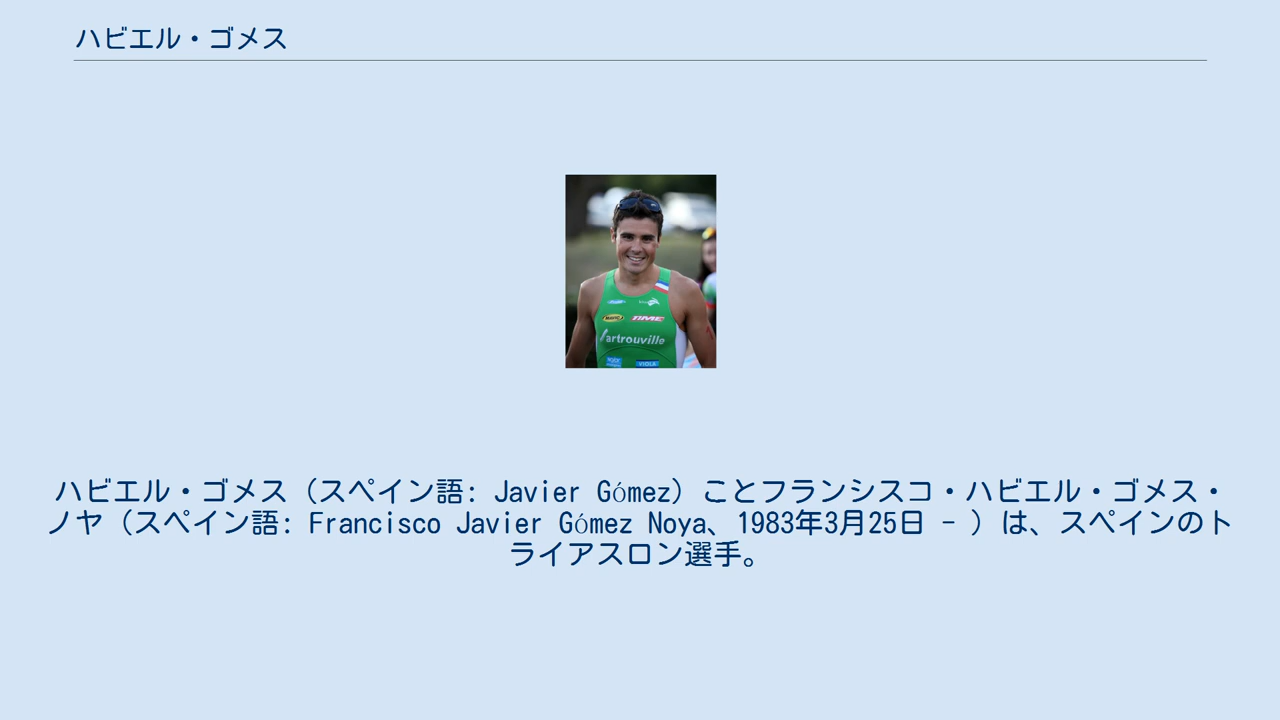 ハビエル・ゴメス
artrouville
VIOLA
ハビエル・ゴメス（スペイン語: Javier Gómez）ことフランシスコ・ハビエル・ゴメス・
ノヤ（スペイン語: Francisco Javier Gómez Noya、1983年3月25日 - ）は、スペインのト
ライアスロン選手。